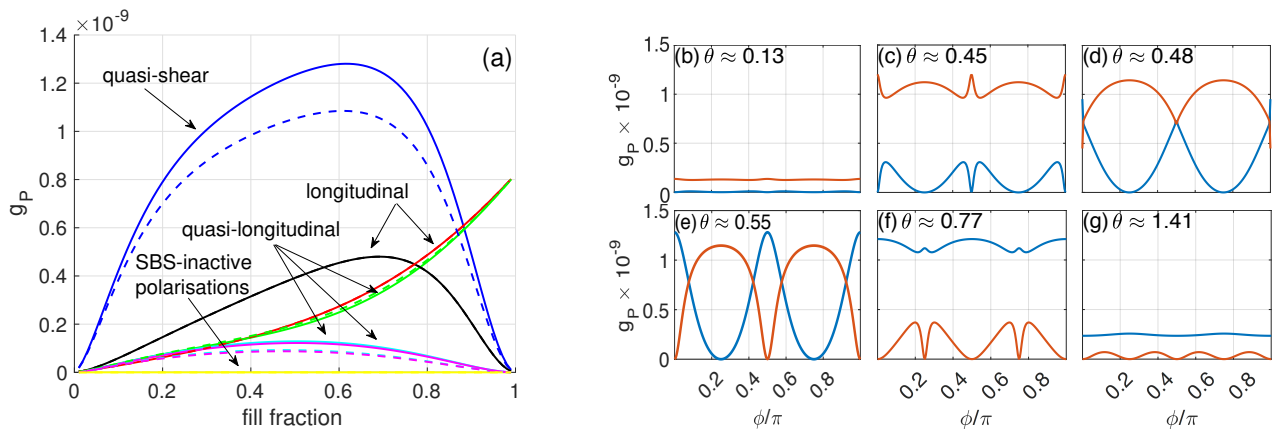 ×10⁻⁹
1.4
1.2
1
0.8
0.6
0.4
0.2
0
g_P
(a)
quasi-shear
longitudinal
quasi-longitudinal
SBS-inactive
polarisations
0 0.2 0.4 0.6 0.8 1
fill fraction
1.5
1
0.5
0
g_P × 10⁻⁹
(b) θ ≈ 0.13
(c) θ ≈ 0.45
(d) θ ≈ 0.48
1.5
1
0.5
0
g_P × 10⁻⁹
(e) θ ≈ 0.55
(f) θ ≈ 0.77
(g) θ ≈ 1.41
0.2 0.4 0.6 0.8
0.2 0.4 0.6 0.8
0.2 0.4 0.6 0.8
ϕ/π
ϕ/π
ϕ/π